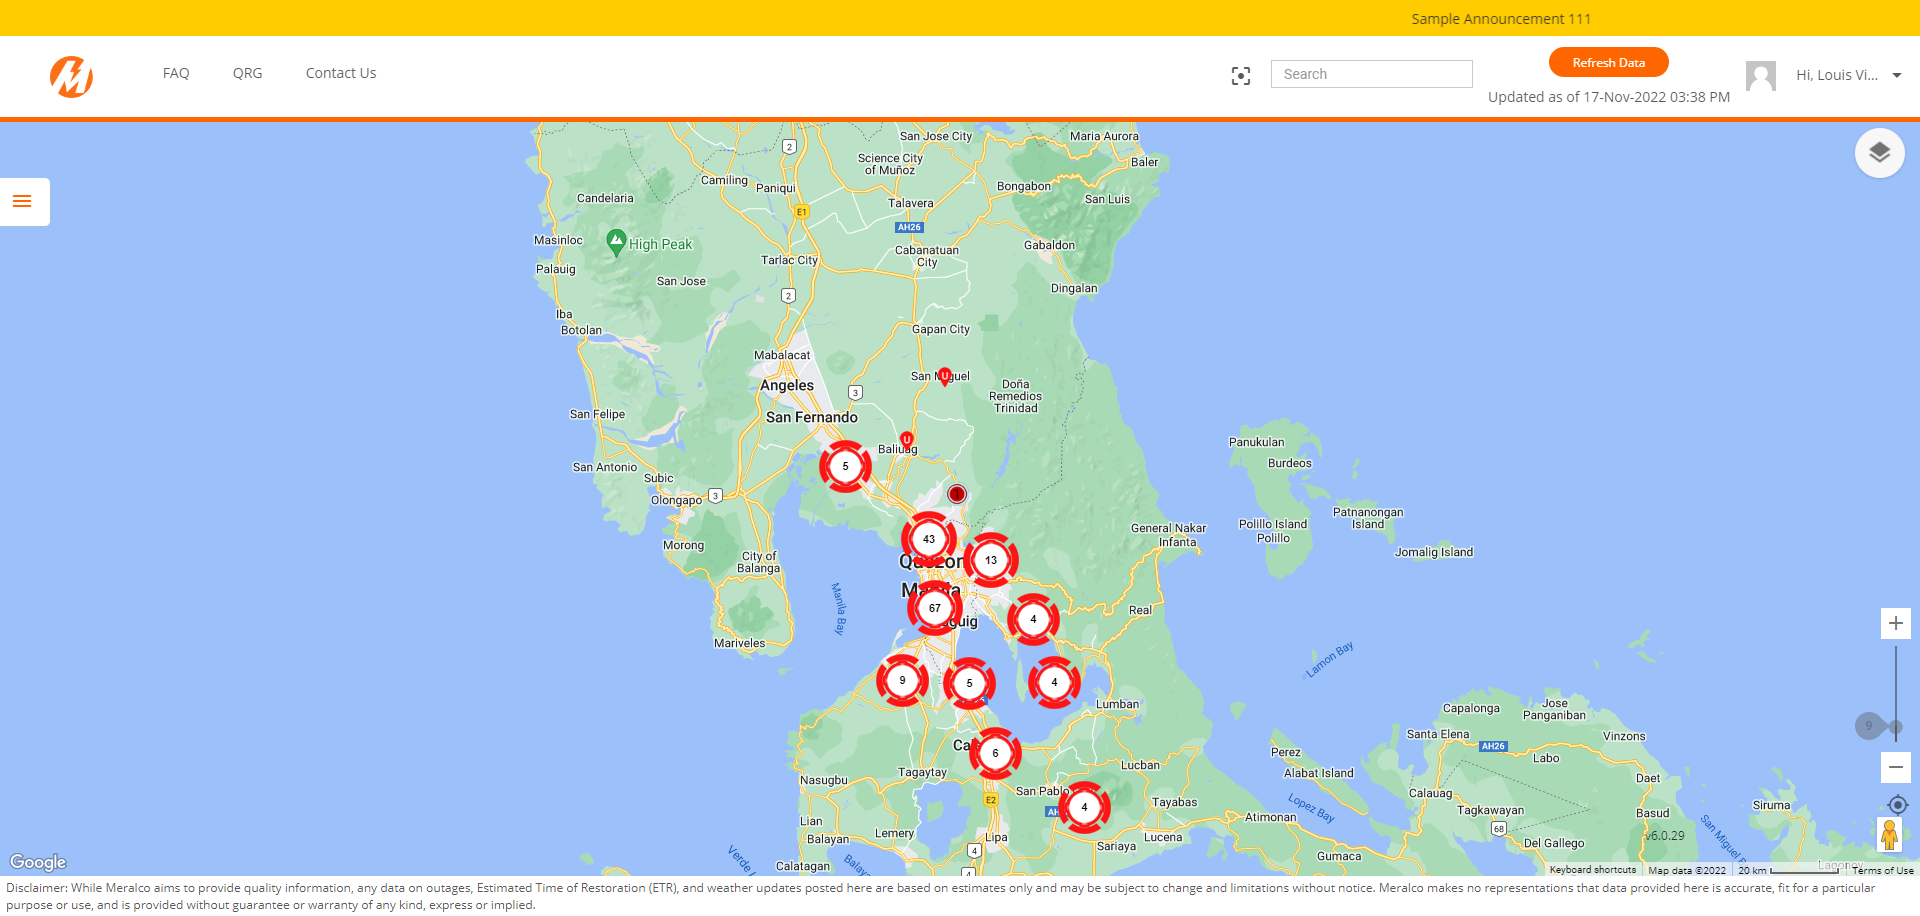 Sample Announcement 111
FAQ
QRG
Contact Us
Search
Refresh Data
Updated as of 17-Nov-2022 03:38 PM
Hi, Louis Vi...
San Jose City
Maria Aurora
2
Science City
of Muñoz
Baler
Camiling
Paniqui
Bongabon
Candelaria
San Luis
Talavera
E1
AH26
Masinloc
High Peak
Gabaldon
Cabanatuan
City
Tarlac City
Palauig
San Jose
Dingalan
2
Iba
Botolan
Gapan City
Mabalacat
San Miguel
U
Angeles
Doña
Remedios
Trinidad
3
San Felipe
San Fernando
U
Baliuag
Panukulan
San Antonio
5
Burdeos
Subic
Olongapo
3
1
Patnanongan
Island
General Nakar
Infanta
Polillo Island
Polillo
43
Morong
City of
Balanga
Jomalig Island
13
Quezon
Manila
Manila Bay
67
4
Real
Mariveles
Lamon Bay
9
5
4
Lumban
Capalonga
Jose
Panganiban
9
Santa Elena
AH26
Vinzons
6
Perez
Labo
Nasugbu
Tagaytay
Lucban
Alabat Island
Daet
E2
San Pablo
4
Calauag
Tayabas
Lopez Bay
Tagkawayan
Siruma
Basud
Lian
Atimonan
68
Balayan
Lemery
Lipa
Lucena
v6.0.29
Sariaya
Del Gallego
4
Gumaca
Calatagan
4
Google
Keyboard shortcuts
Map data ©2022
20 km
Terms of Use
Disclaimer: While Meralco aims to provide quality information, any data on outages, Estimated Time of Restoration (ETR), and weather updates posted here are based on estimates only and may be subject to change and limitations without notice. Meralco makes no representations that data provided here is accurate, fit for a particular
purpose or use, and is provided without guarantee or warranty of any kind, express or implied.